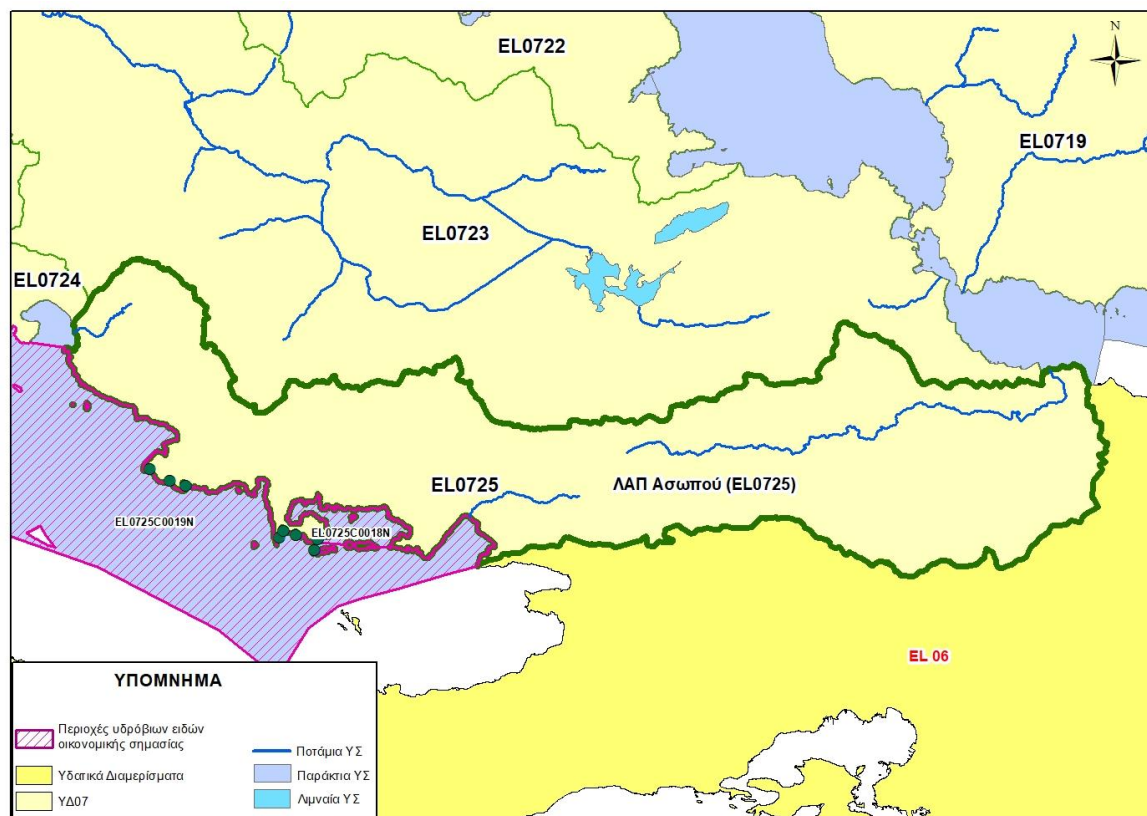 EL0722
N
EL0719
EL0723
EL0724
EL0725
ΛΑΠ Ασωπού (EL0725)
EL0725C0019N
EL0725C0018N
EL 06
ΥΠΟΜΝΗΜΑ
Περιοχές υδρόβιων ειδών
οικονομικής σημασίας
Υδατικά Διαμερίσματα
ΥΔ07
Ποτάμια ΥΣ
Παράκτια ΥΣ
Λιμναία ΥΣ